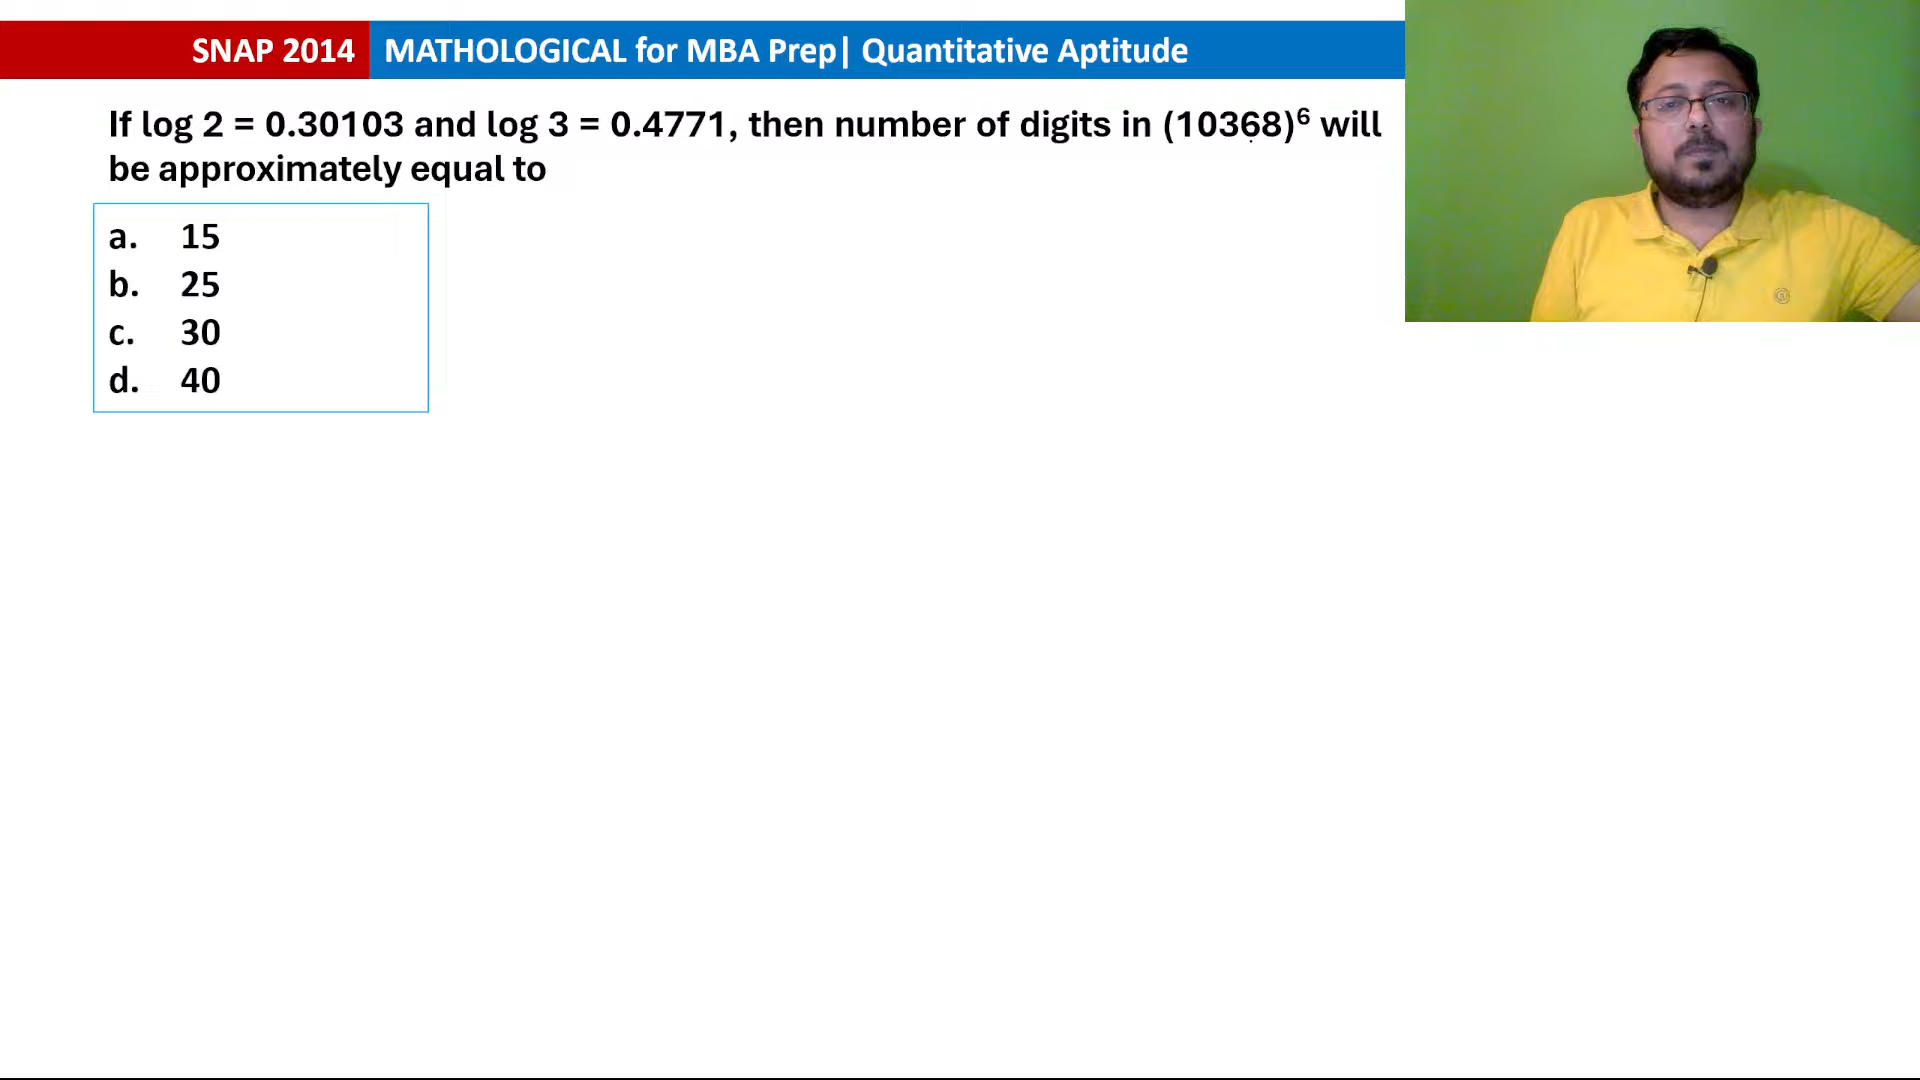 SNAP 2014 MATHOLOGICAL for MBA Prep| Quantitative Aptitude
If log 2 = 0.30103 and log 3 = 0.4771, then number of digits in (10368)⁶ will
be approximately equal to
a. 15
b. 25
c. 30
d. 40